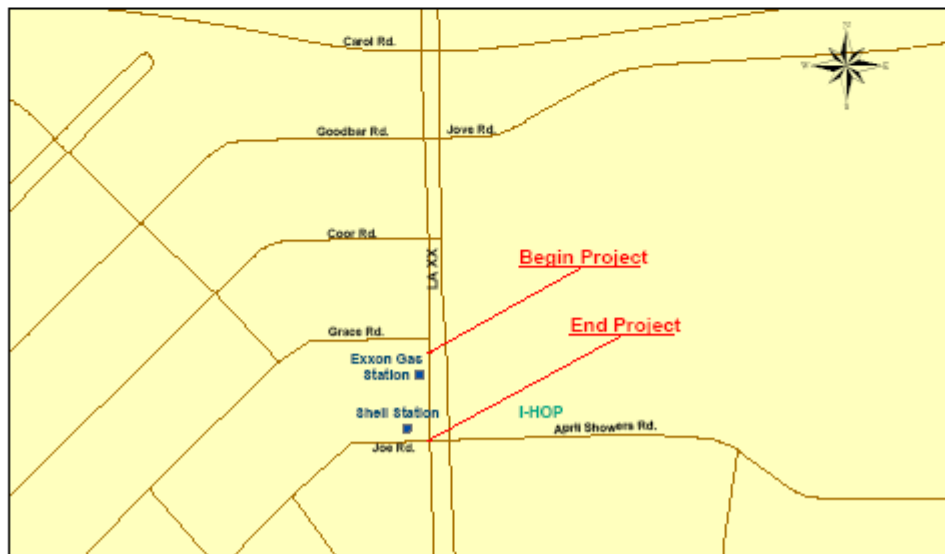 Carol Rd.
Goodbar Rd.
Jove Rd.
Coor Rd.
LA XX
Begin Project
End Project
Grace Rd.
Exxon Gas
Station
Shell Station
I-HOP
April Showers Rd.
Joe Rd.